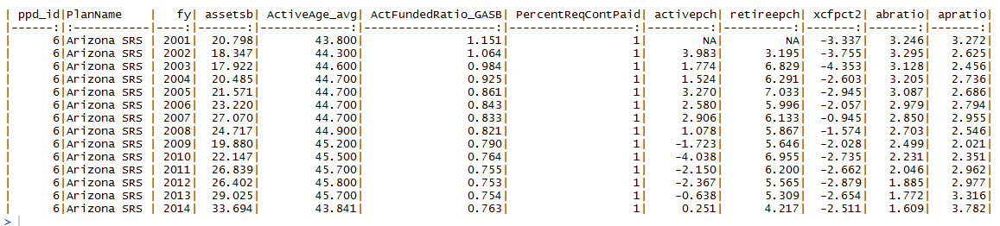 | ppd_id|PlanName    |   fy| assetsb| ActiveAge_avg| ActFundedRatio_GASB| PercentReqContPaid| activepch| retireepch| xcfpct2| abratio| apratio|
|------:|:-----------|----:|-------:|-------------:|-------------------:|------------------:|---------:|----------:|-------:|-------:|-------:|
|      6|Arizona SRS | 2001|  20.798|        43.800|               1.151|                  1|        NA|         NA|  -3.337|   3.246|   3.272|
|      6|Arizona SRS | 2002|  18.347|        44.300|               1.064|                  1|     3.983|      3.195|  -3.755|   3.295|   2.625|
|      6|Arizona SRS | 2003|  17.922|        44.600|               0.984|                  1|     1.774|      6.829|  -4.353|   3.128|   2.456|
|      6|Arizona SRS | 2004|  20.485|        44.700|               0.925|                  1|     1.524|      6.291|  -2.603|   3.205|   2.736|
|      6|Arizona SRS | 2005|  21.571|        44.700|               0.861|                  1|     3.270|      7.033|  -2.945|   3.087|   2.686|
|      6|Arizona SRS | 2006|  23.220|        44.700|               0.843|                  1|     2.580|      5.996|  -2.057|   2.979|   2.794|
|      6|Arizona SRS | 2007|  27.070|        44.700|               0.833|                  1|     2.906|      6.133|  -0.945|   2.850|   2.955|
|      6|Arizona SRS | 2008|  24.717|        44.900|               0.821|                  1|     1.078|      5.867|  -1.574|   2.703|   2.546|
|      6|Arizona SRS | 2009|  19.880|        45.200|               0.790|                  1|    -1.723|      5.646|  -2.028|   2.499|   2.021|
|      6|Arizona SRS | 2010|  22.147|        45.500|               0.764|                  1|    -4.038|      6.955|  -2.735|   2.231|   2.351|
|      6|Arizona SRS | 2011|  26.839|        45.700|               0.755|                  1|    -2.150|      6.200|  -2.662|   2.046|   2.962|
|      6|Arizona SRS | 2012|  26.402|        45.800|               0.753|                  1|    -2.367|      5.565|  -2.879|   1.885|   2.977|
|      6|Arizona SRS | 2013|  29.025|        45.700|               0.754|                  1|    -0.638|      5.309|  -2.654|   1.772|   3.316|
|      6|Arizona SRS | 2014|  33.694|        43.841|               0.763|                  1|     0.251|      4.217|  -2.511|   1.609|   3.782|
>